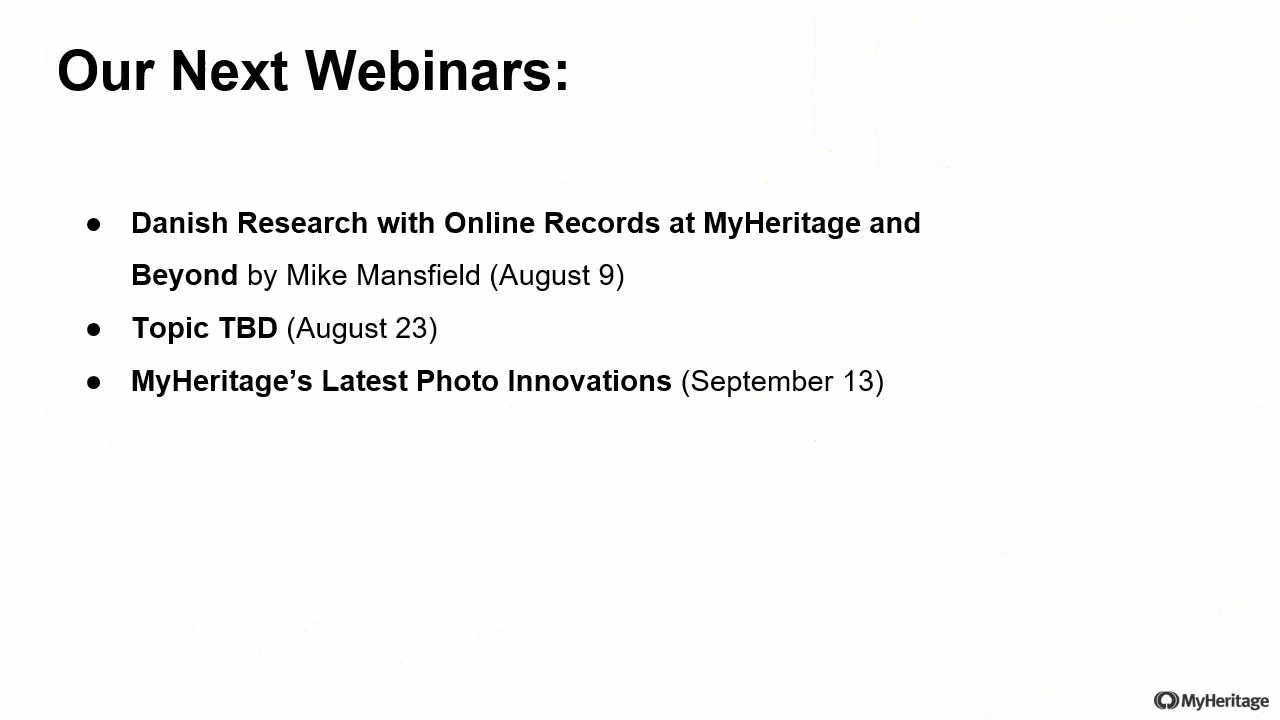 Our Next Webinars:
● Danish Research with Online Records at MyHeritage and
Beyond by Mike Mansfield (August 9)
● Topic TBD (August 23)
● MyHeritage’s Latest Photo Innovations (September 13)
MyHeritage